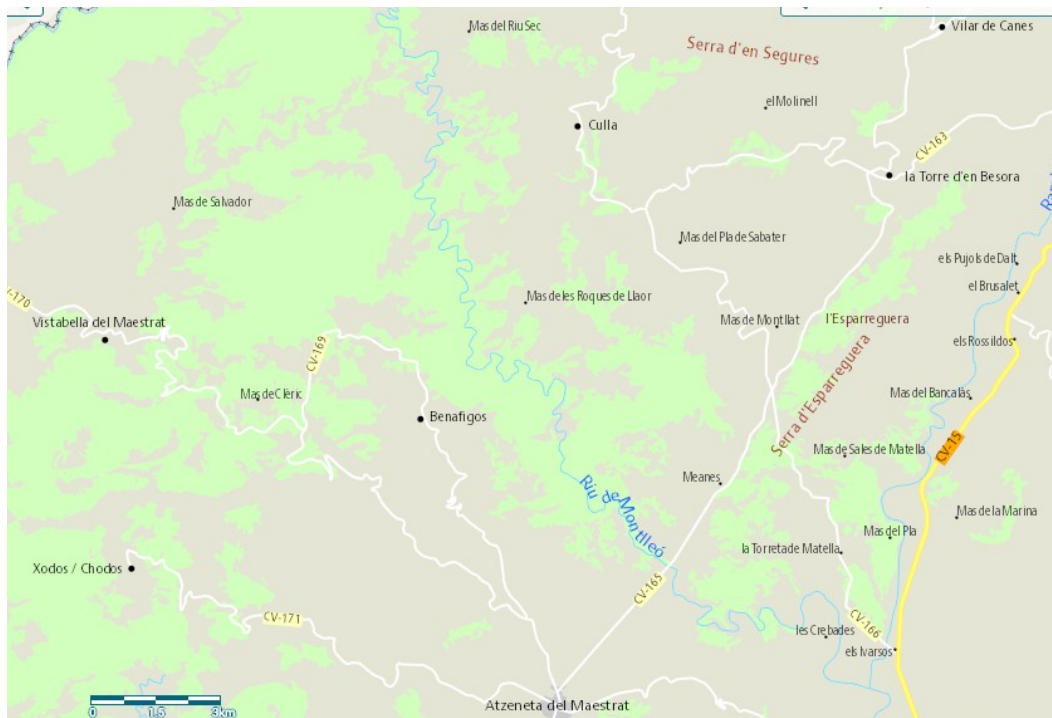 Mas del Riu Sec
Vilar de Canes
Serra d'en Segures
el Molinell
Culla
CV-163
la Torre d'en Besora
Mas de Salvador
Mas del Pla de Sabater
els Pujols de Dalt
el Brusalet
Mas de les Roques de Llaor
Vistabella del Maestrat
Mas de Montllat
l'Esparreguera
els Rossildos
CV-169
Mas de Clèric
Mas del Bancalàs
Benafigos
Serra d'Esparreguera
CV-15
Mas de Sales de Matella
Meanes
Riu de Montlleó
Mas de la Marina
Mas del Pla
la Torreta de Matella
Xodos / Chodos
CV-165
CV-171
CV-166
les Crebades
els Ivarsos
Atzeneta del Maestrat
0 1.5 3km